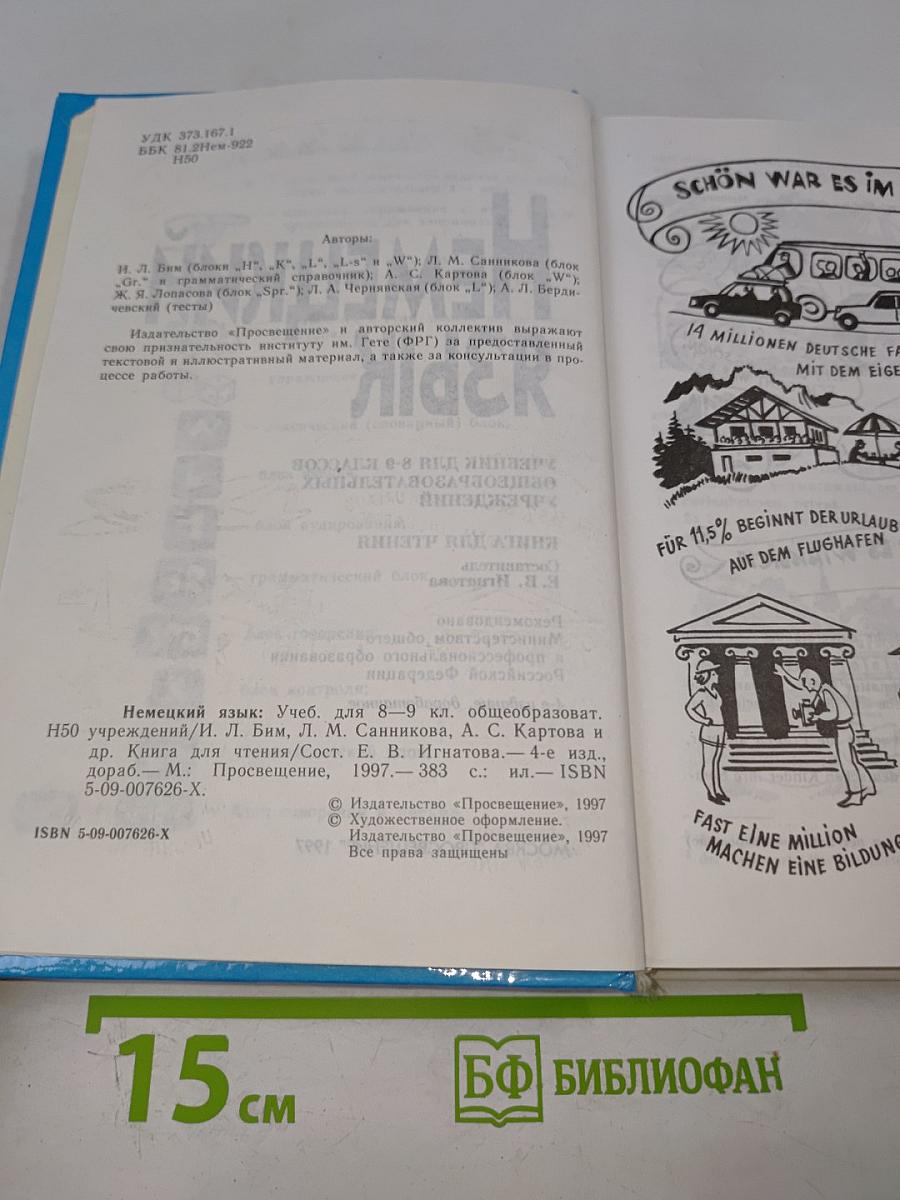 УДК 373.167.1
ББК 81.2Нем-922
Н50
Авторы:
И. Л. Бим (блоки „Н“, „К“, „L“, „L-s“ и „W“); Л. М. Санникова (блок
„Gr.“ и грамматический справочник); А. С. Картова (блок „W“);
Ж. Я. Лопасова (блок „Spr.“); Л. А. Чернявская (блок „L“); А. Л. Берди-
чевский (тесты)
Издательство «Просвещение» и авторский коллектив выражают
свою признательность институту им. Гете (ФРГ) за предоставленный
текстовой и иллюстративный материал, а также за консультации в про-
цессе работы.
Немецкий язык: Учеб. для 8—9 кл. общеобразоват.
Н50 учреждений/И. Л. Бим, Л. М. Санникова, А. С. Картова и
др. Книга для чтения/Сост. Е. В. Игнатова.— 4-е изд.,
дораб.— М.: Просвещение, 1997.— 383 с.: ил.— ISBN
5-09-007626-X.
© Издательство «Просвещение», 1997
© Художественное оформление.
Издательство «Просвещение», 1997
Все права защищены
ISBN 5-09-007626-X
SCHÖN WAR ES IM
14 MILLIONEN DEUTSCHE FA
MIT DEM EIGE
FÜR 11,5% BEGINNT DER URLAUB
AUF DEM FLUGHAFEN
FAST EINE MILLION
MACHEN EINE BILDUNG
15 см
БФ БИБЛИОФАН